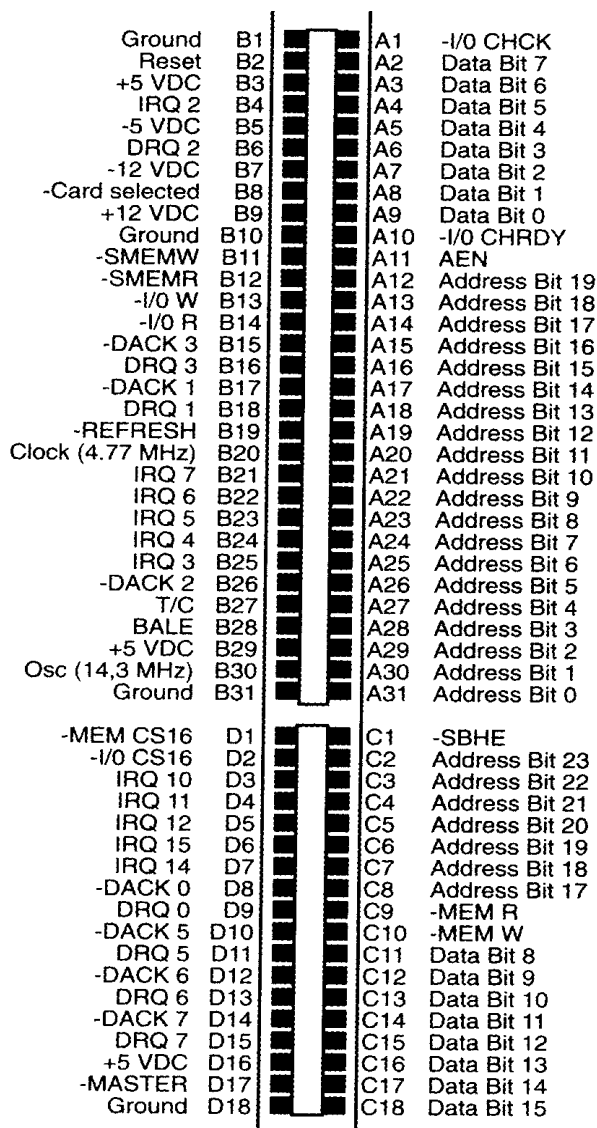 Ground B1 A1 -I/0 CHCK
Reset B2 A2 Data Bit 7
+5 VDC B3 A3 Data Bit 6
IRQ 2 B4 A4 Data Bit 5
-5 VDC B5 A5 Data Bit 4
DRQ 2 B6 A6 Data Bit 3
-12 VDC B7 A7 Data Bit 2
-Card selected B8 A8 Data Bit 1
+12 VDC B9 A9 Data Bit 0
Ground B10 A10 -I/0 CHRDY
-SMEMW B11 A11 AEN
-SMEMR B12 A12 Address Bit 19
-I/0 W B13 A13 Address Bit 18
-I/0 R B14 A14 Address Bit 17
-DACK 3 B15 A15 Address Bit 16
DRQ 3 B16 A16 Address Bit 15
-DACK 1 B17 A17 Address Bit 14
DRQ 1 B18 A18 Address Bit 13
-REFRESH B19 A19 Address Bit 12
Clock (4.77 MHz) B20 A20 Address Bit 11
IRQ 7 B21 A21 Address Bit 10
IRQ 6 B22 A22 Address Bit 9
IRQ 5 B23 A23 Address Bit 8
IRQ 4 B24 A24 Address Bit 7
IRQ 3 B25 A25 Address Bit 6
-DACK 2 B26 A26 Address Bit 5
T/C B27 A27 Address Bit 4
BALE B28 A28 Address Bit 3
+5 VDC B29 A29 Address Bit 2
Osc (14,3 MHz) B30 A30 Address Bit 1
Ground B31 A31 Address Bit 0
-MEM CS16 D1 C1 -SBHE
-I/0 CS16 D2 C2 Address Bit 23
IRQ 10 D3 C3 Address Bit 22
IRQ 11 D4 C4 Address Bit 21
IRQ 12 D5 C5 Address Bit 20
IRQ 15 D6 C6 Address Bit 19
IRQ 14 D7 C7 Address Bit 18
-DACK 0 D8 C8 Address Bit 17
DRQ 0 D9 C9 -MEM R
-DACK 5 D10 C10 -MEM W
DRQ 5 D11 C11 Data Bit 8
-DACK 6 D12 C12 Data Bit 9
DRQ 6 D13 C13 Data Bit 10
-DACK 7 D14 C14 Data Bit 11
DRQ 7 D15 C15 Data Bit 12
+5 VDC D16 C16 Data Bit 13
-MASTER D17 C17 Data Bit 14
Ground D18 C18 Data Bit 15